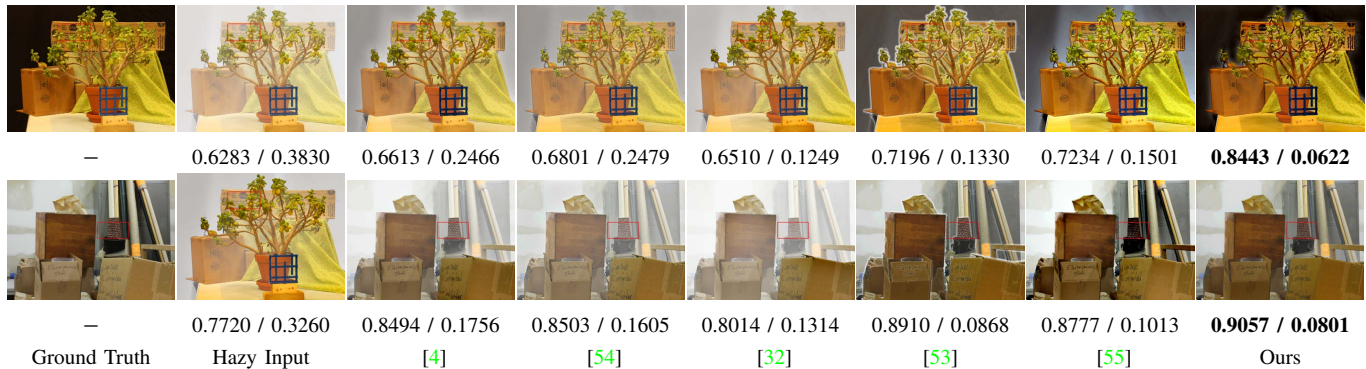 – 0.6283 / 0.3830 0.6613 / 0.2466 0.6801 / 0.2479 0.6510 / 0.1249 0.7196 / 0.1330 0.7234 / 0.1501 0.8443 / 0.0622
– 0.7720 / 0.3260 0.8494 / 0.1756 0.8503 / 0.1605 0.8014 / 0.1314 0.8910 / 0.0868 0.8777 / 0.1013 0.9057 / 0.0801
Ground Truth Hazy Input [4] [54] [32] [53] [55] Ours